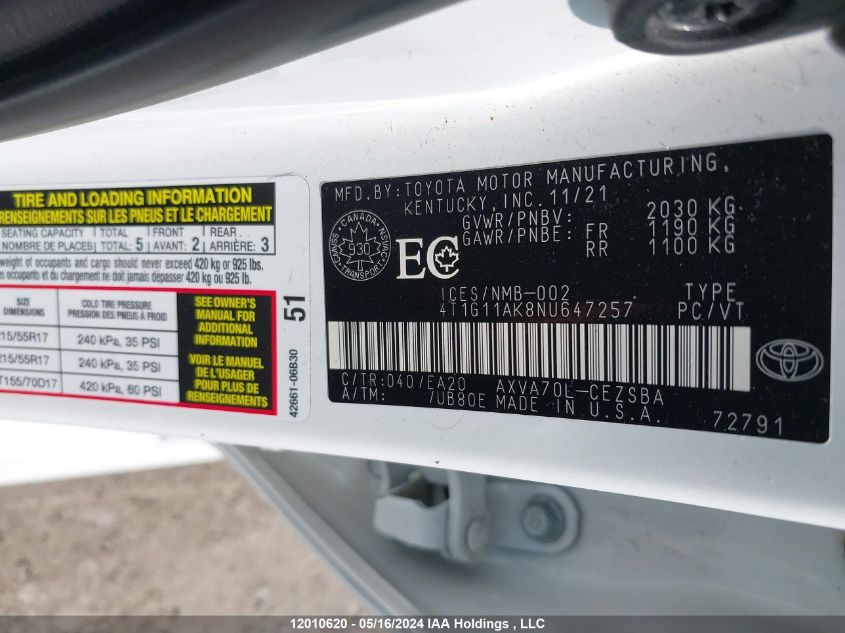 TIRE AND LOADING INFORMATION
RENSEIGNEMENTS SUR LES PNEUS ET LE CHARGEMENT
SEATING CAPACITY TOTAL FRONT REAR
NOMBRE DE PLACES TOTAL: 5 AVANT: 2 ARRIÈRE: 3
weight of occupants and cargo should never exceed 420 kg or 925 lbs.
occupants et du chargement ne doit jamais dépasser 420 kg ou 925 lb.
SIZE DIMENSIONS COLD TIRE PRESSURE PRESSION DES PNEUS À FROID
215/55R17 240 kPa, 35 PSI
215/55R17 240 kPa, 35 PSI
T155/70D17 420 kPa, 60 PSI
SEE OWNER'S
MANUAL FOR
ADDITIONAL
INFORMATION
VOIR LE MANUEL
DE L'USAGER
POUR PLUS DE
RENSEIGNEMENTS
51
42661-06B30
MFD.BY:TOYOTA MOTOR MANUFACTURING,
KENTUCKY, INC. 11/21
GVWR/PNBV: 2030 KG
GAWR/PNBE: FR 1190 KG
RR 1100 KG
CANADA
TRANSPORT
930
EC
ICES/NMB-002 TYPE
4T1G11AK8NU647257 PC/VT
C/TR:040/EA20 AXVA70L-CEZSBA
A/TM: /UB80E MADE IN U.S.A.
72791
12010620 - 05/16/2024 IAA Holdings , LLC